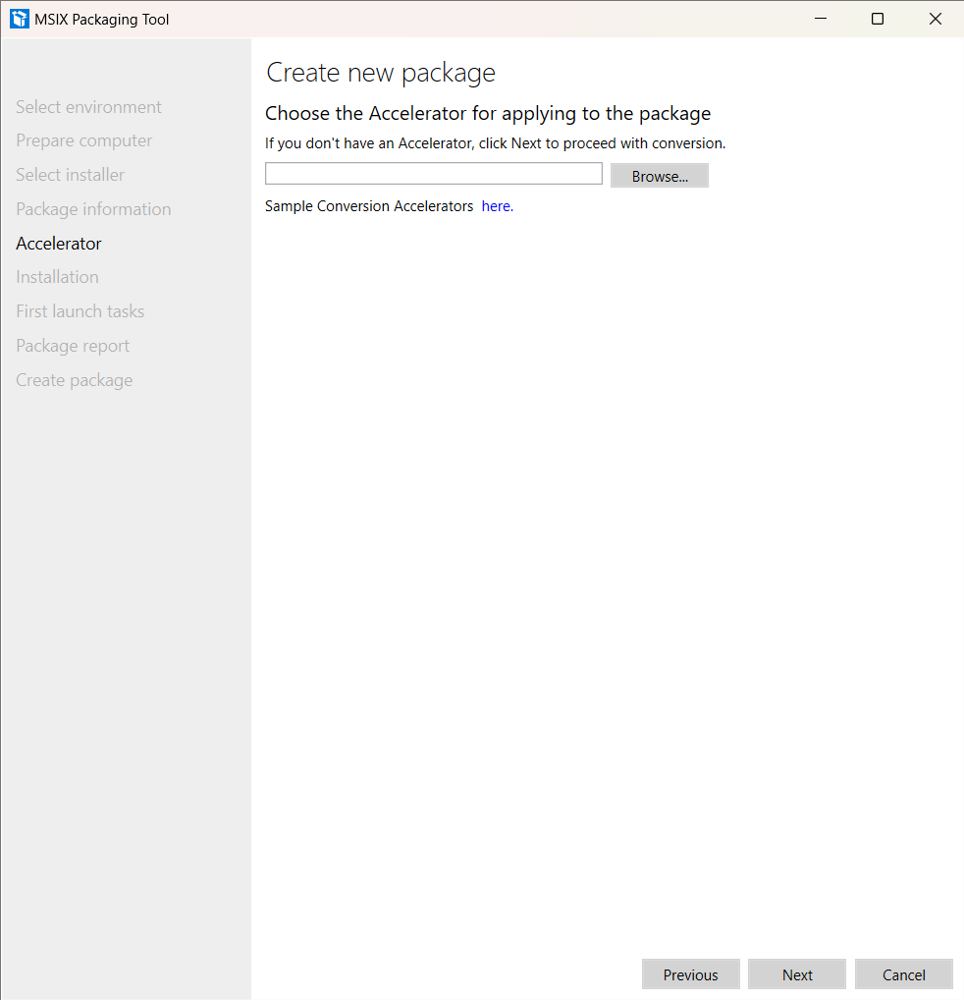 MSIX Packaging Tool
Select environment
Prepare computer
Select installer
Package information
Accelerator
Installation
First launch tasks
Package report
Create package
Create new package
Choose the Accelerator for applying to the package
If you don't have an Accelerator, click Next to proceed with conversion.
Browse...
Sample Conversion Accelerators here.
Previous Next Cancel